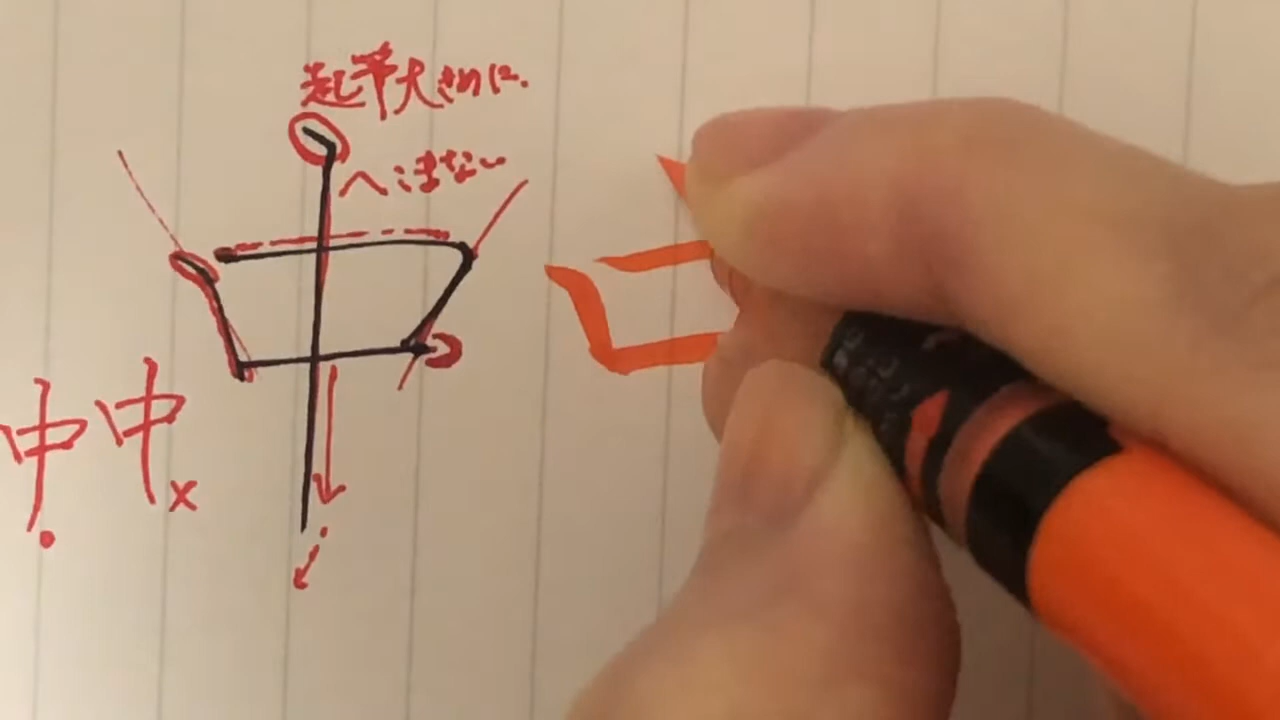 起筆大きめに.
へこまない
中
中 中
x